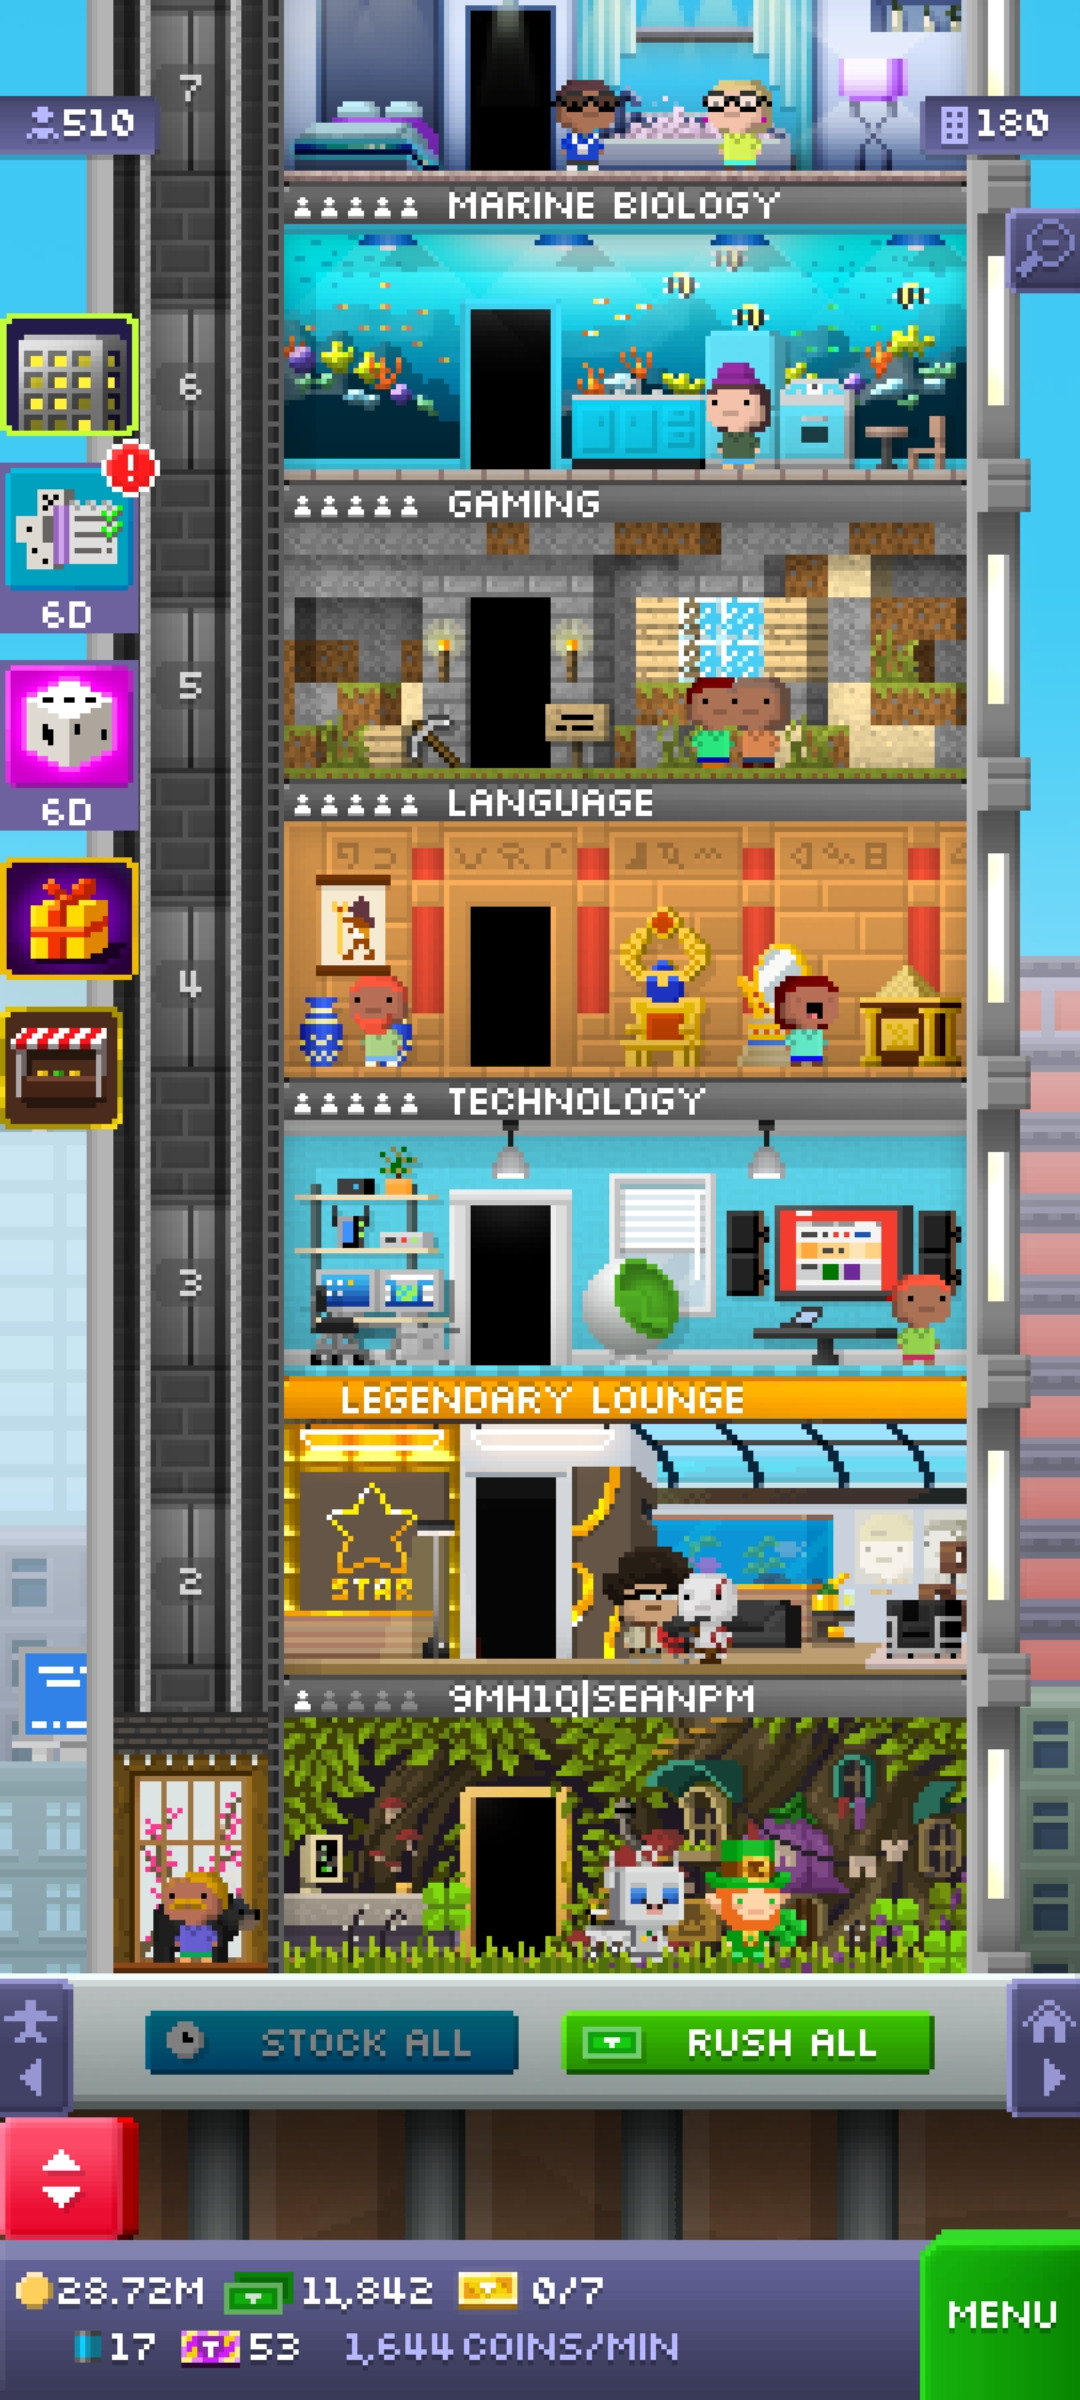 7
510
180
MARINE BIOLOGY
6
GAMING
6D
5
6D
LANGUAGE
4
TECHNOLOGY
3
LEGENDARY LOUNGE
STAR
2
9MH1Q|SEANPM
STOCK ALL
RUSH ALL
28.72M 11,842 0/7
17 53 1,644 COINS/MIN
MENU